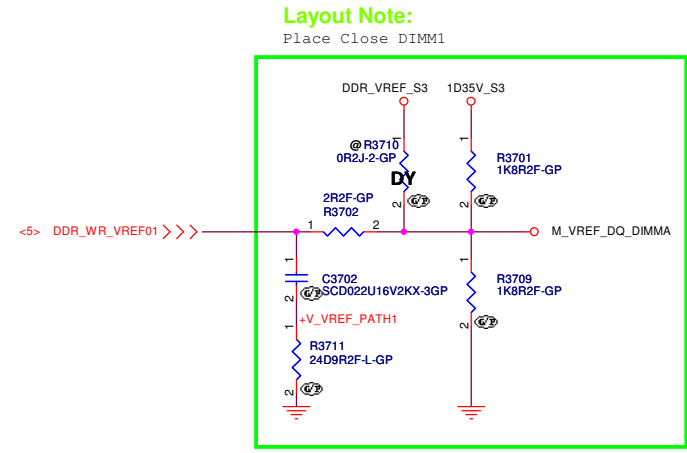 Layout Note:
Place Close DIMM1
DDR_VREF_S3
1D35V_S3
1
@ R3710
0R2J-2-GP
DY
2
G/P
1
R3701
1K8R2F-GP
2
G/P
2R2F-GP
R3702
1
2
<5> DDR_WR_VREF01
M_VREF_DQ_DIMMA
1
C3702
SCD022U16V2KX-3GP
2
G/P
+V_VREF_PATH1
1
R3711
24D9R2F-L-GP
2
G/P
1
R3709
1K8R2F-GP
2
G/P